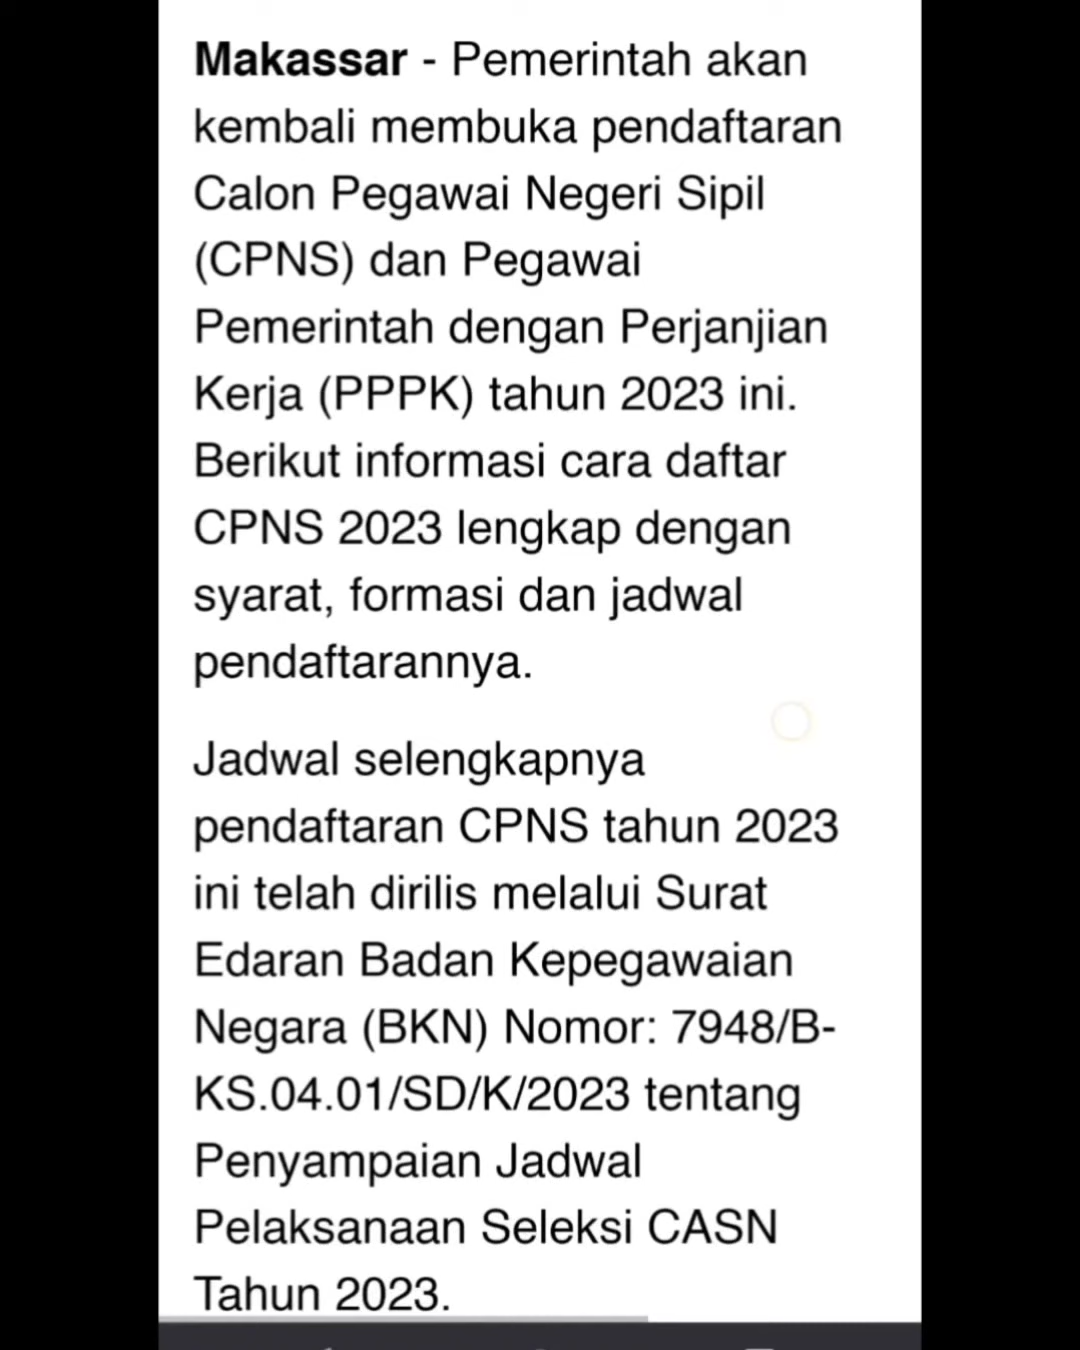 Makassar - Pemerintah akan
kembali membuka pendaftaran
Calon Pegawai Negeri Sipil
(CPNS) dan Pegawai
Pemerintah dengan Perjanjian
Kerja (PPPK) tahun 2023 ini.
Berikut informasi cara daftar
CPNS 2023 lengkap dengan
syarat, formasi dan jadwal
pendaftarannya.
Jadwal selengkapnya
pendaftaran CPNS tahun 2023
ini telah dirilis melalui Surat
Edaran Badan Kepegawaian
Negara (BKN) Nomor: 7948/B-
KS.04.01/SD/K/2023 tentang
Penyampaian Jadwal
Pelaksanaan Seleksi CASN
Tahun 2023.